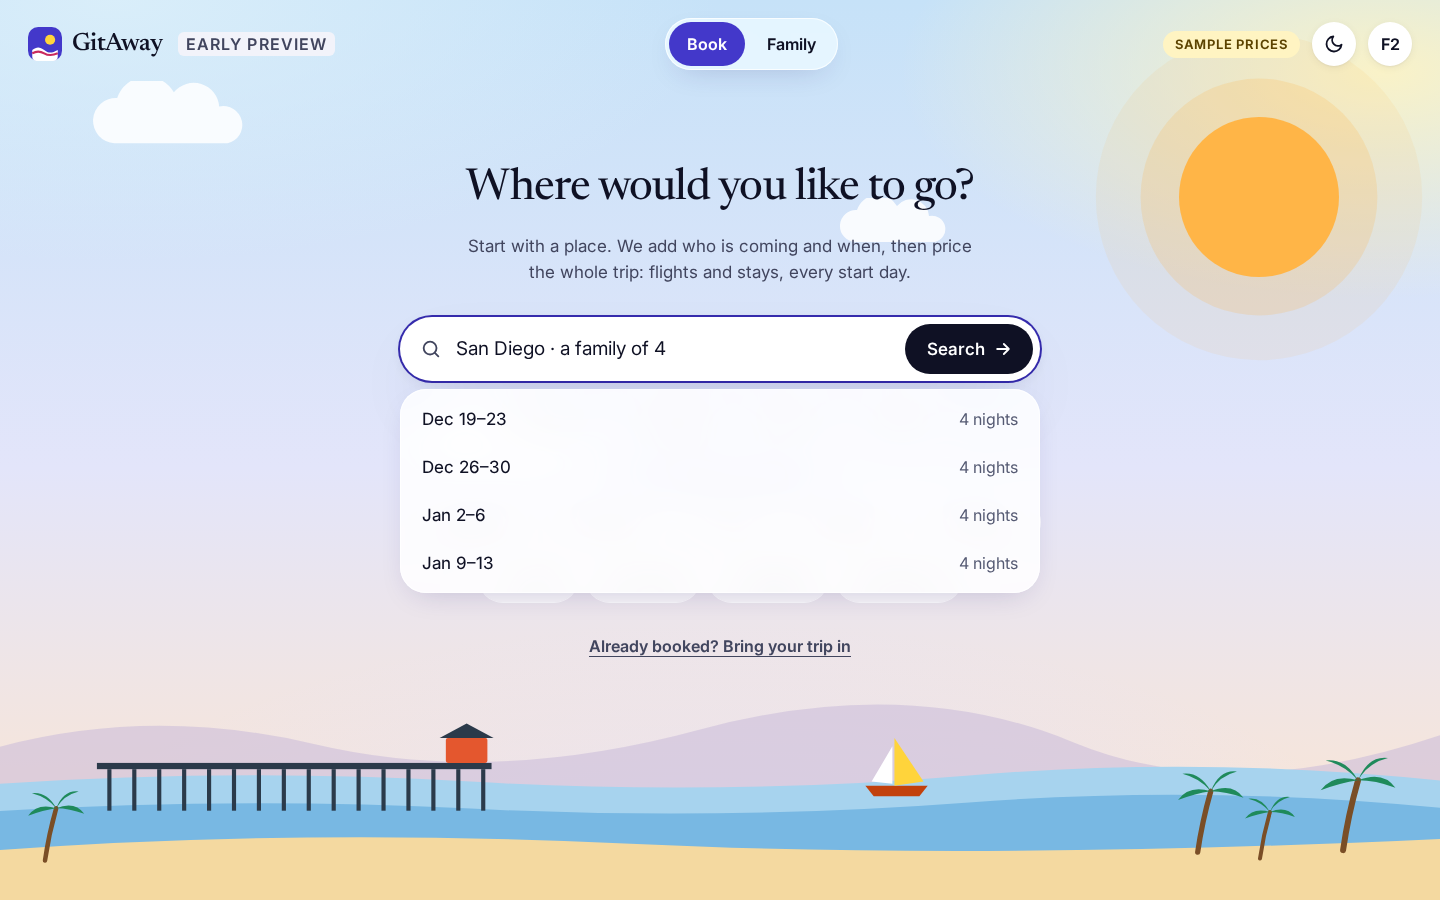 GitAway
EARLY PREVIEW
Book
Family
SAMPLE PRICES
F2
Where would you like to go?
Start with a place. We add who is coming and when, then price
the whole trip: flights and stays, every start day.
San Diego · a family of 4
Search
Dec 19–23
4 nights
Dec 26–30
4 nights
Jan 2–6
4 nights
Jan 9–13
4 nights
Already booked? Bring your trip in